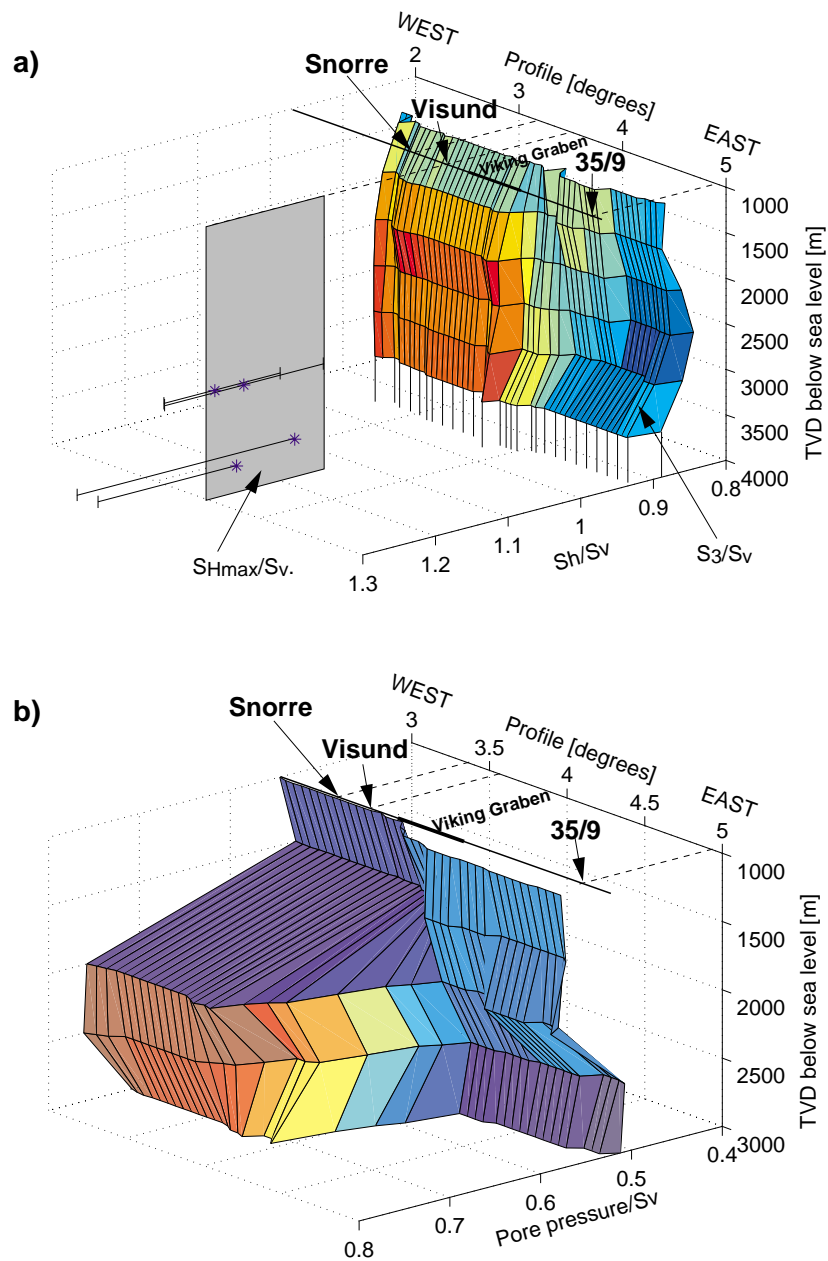 a)
WEST
2
Profile [degrees]
Snorre
3
Visund
4
EAST
Viking Graben
35/9
5
1000
1500
2000
2500
3000
3500
4000
TVD below sea level [m]
0.8
0.9
1
1.1
1.2
1.3
Sh/Sv
SHmax/Sv.
S3/Sv
b)
WEST
Snorre
3
Profile [degrees]
Visund
3.5
4
4.5
EAST
Viking Graben
35/9
5
1000
1500
2000
2500
3000
TVD below sea level [m]
0.4
0.5
0.6
0.7
0.8
Pore pressure/Sv